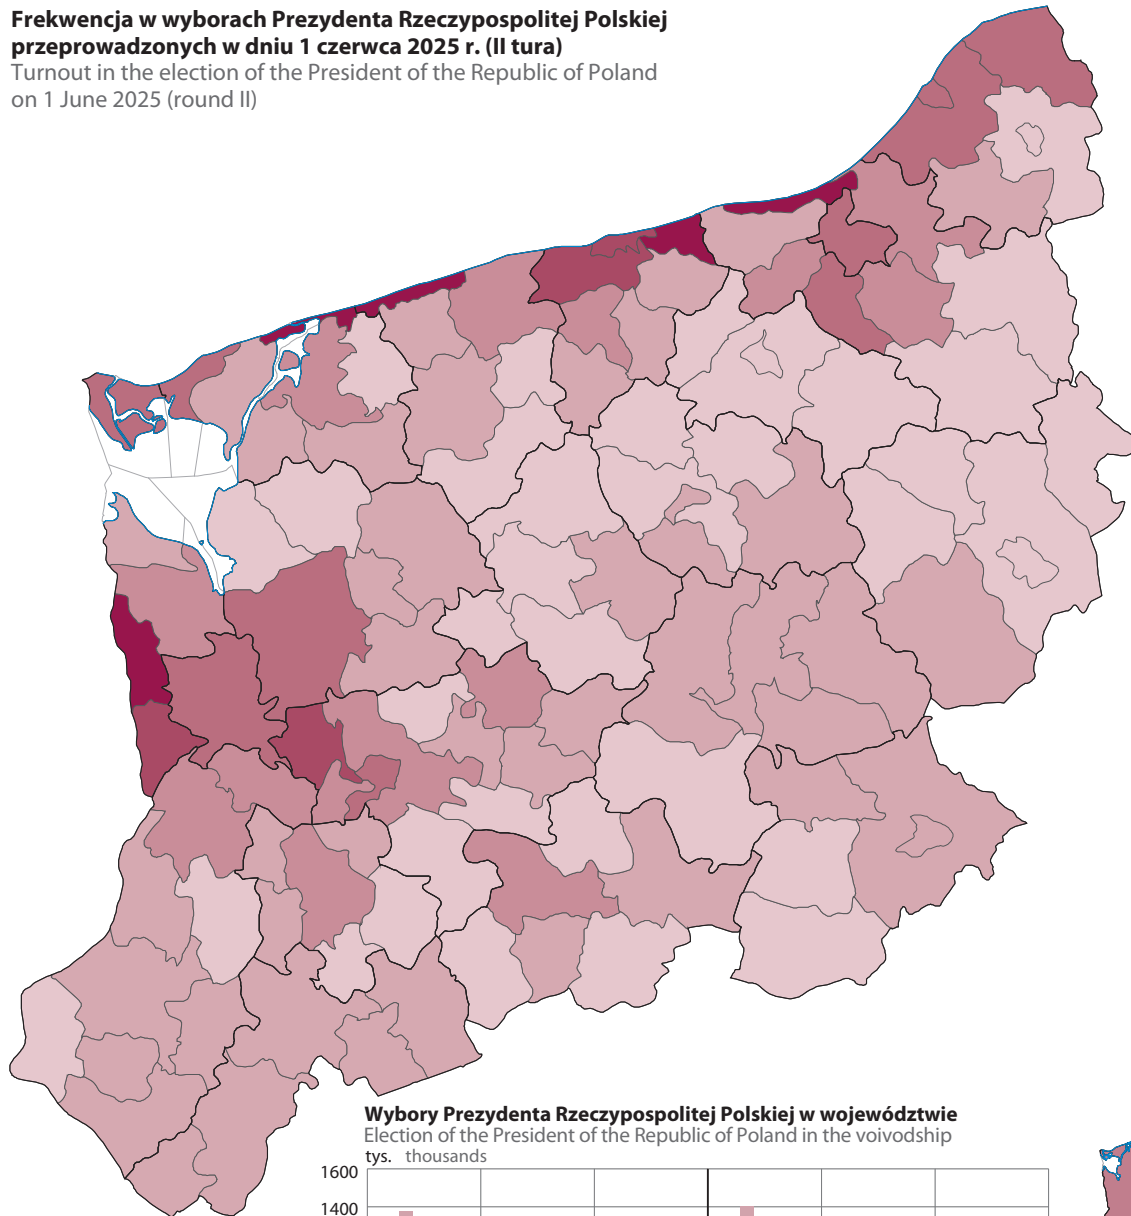 Frekwencja w wyborach Prezydenta Rzeczypospolitej Polskiej
przeprowadzonych w dniu 1 czerwca 2025 r. (II tura)
Turnout in the election of the President of the Republic of Poland
on 1 June 2025 (round II)
Wybory Prezydenta Rzeczypospolitej Polskiej w województwie
Election of the President of the Republic of Poland in the voivodship
tys. thousands
1600
1400